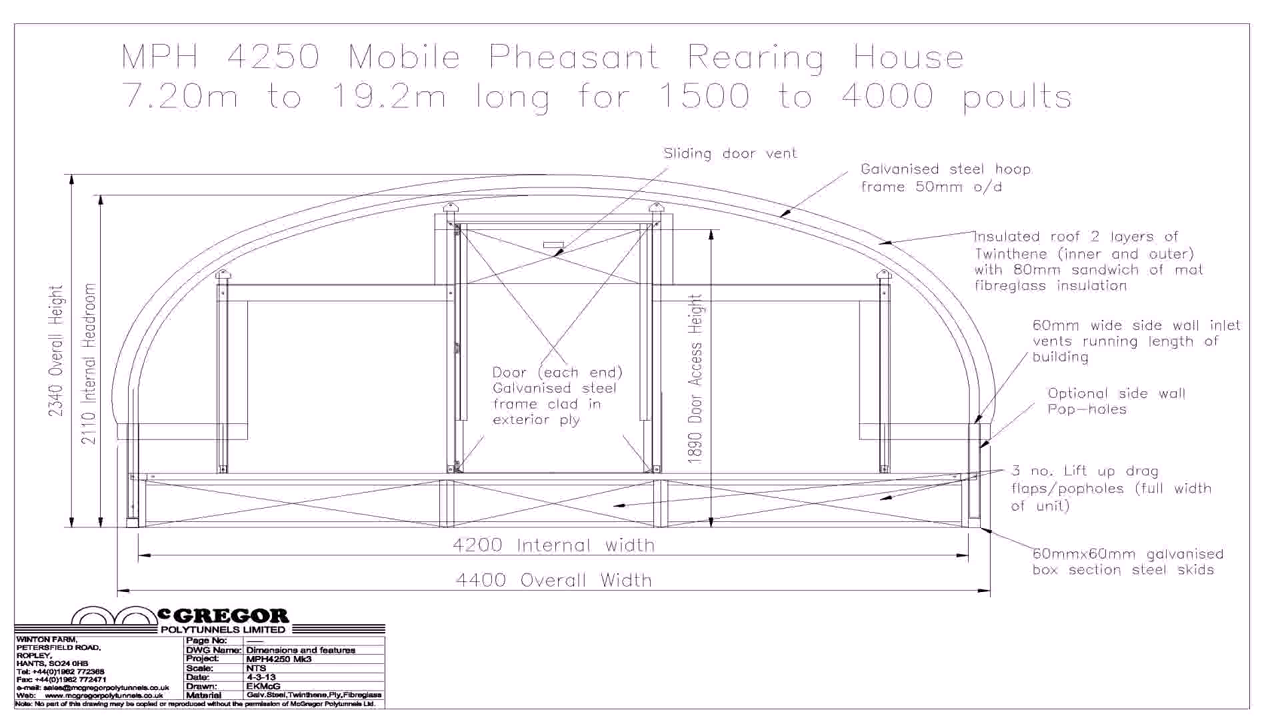 MPH 4250 Mobile Pheasant Rearing House
7.20m to 19.2m long for 1500 to 4000 poults
Sliding door vent
Galvanised steel hoop
frame 50mm o/d
Insulated roof 2 layers of
Twinthene (inner and outer)
with 80mm sandwich of mat
fibreglass insulation
60mm wide side wall inlet
vents running length of
building
Optional side wall
Pop-holes
3 no. Lift up drag
flaps/popholes (full width
of unit)
60mmx60mm galvanised
box section steel skids
2340 Overall Height
2110 Internal Headroom
Door (each end)
Galvanised steel
frame clad in
exterior ply
1890 Door Access Height
4200 Internal width
4400 Overall Width
McGREGOR
POLYTUNNELS LIMITED
WINTON FARM,
PETERSFIELD ROAD,
ROPLEY,
HANTS, SO24 0HB
Tel: +44(0)1962 772368
Fax: +44(0)1962 772471
e-mail: sales@mcgregorpolytunnels.co.uk
Web: www.mcgregorpolytunnels.co.uk
Page No: ----
DWG Name: Dimensions and features
Project: MPH4250 Mk3
Scale: NTS
Date: 4-3-13
Drawn: EKMcG
Material Galv.Steel,Twinthene,Ply,Fibreglass
Note: No part of this drawing may be copied or reproduced without the permission of McGregor Polytunnels Ltd.